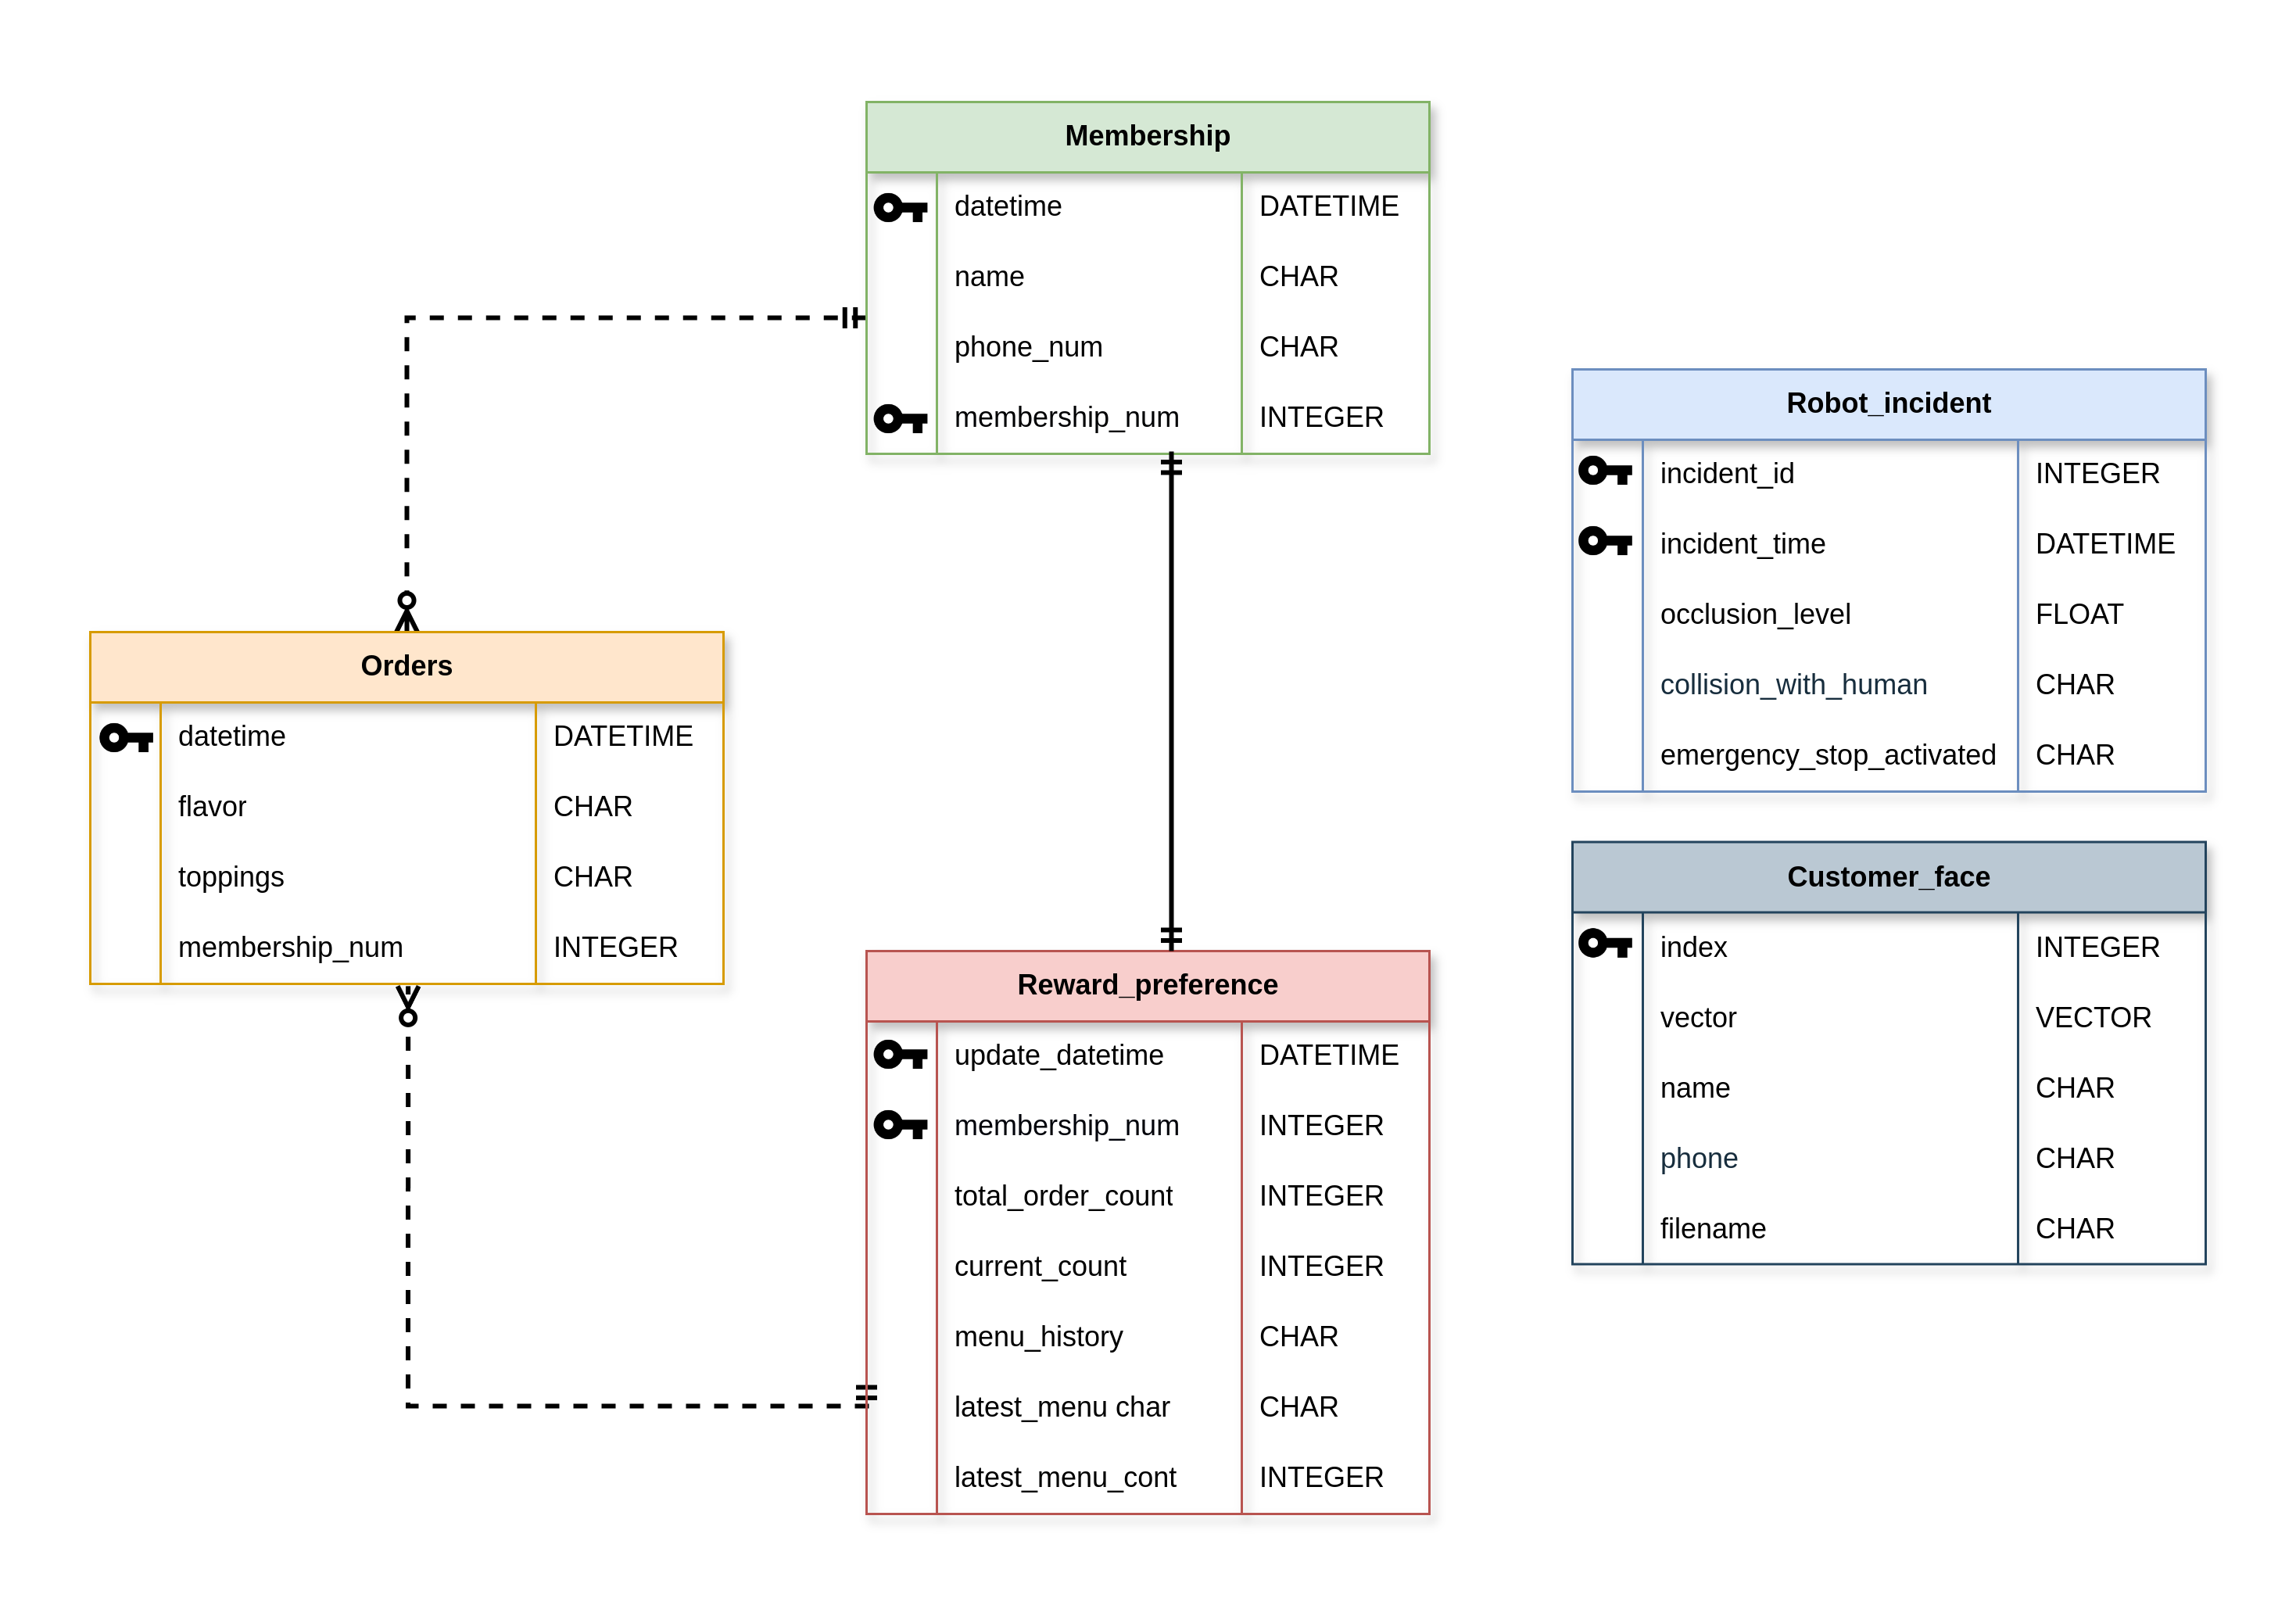 Membership
datetime DATETIME
name CHAR
phone_num CHAR
membership_num INTEGER
Orders
datetime DATETIME
flavor CHAR
toppings CHAR
membership_num INTEGER
Reward_preference
update_datetime DATETIME
membership_num INTEGER
total_order_count INTEGER
current_count INTEGER
menu_history CHAR
latest_menu char CHAR
latest_menu_cont INTEGER
Robot_incident
incident_id INTEGER
incident_time DATETIME
occlusion_level FLOAT
collision_with_human CHAR
emergency_stop_activated CHAR
Customer_face
index INTEGER
vector VECTOR
name CHAR
phone CHAR
filename CHAR